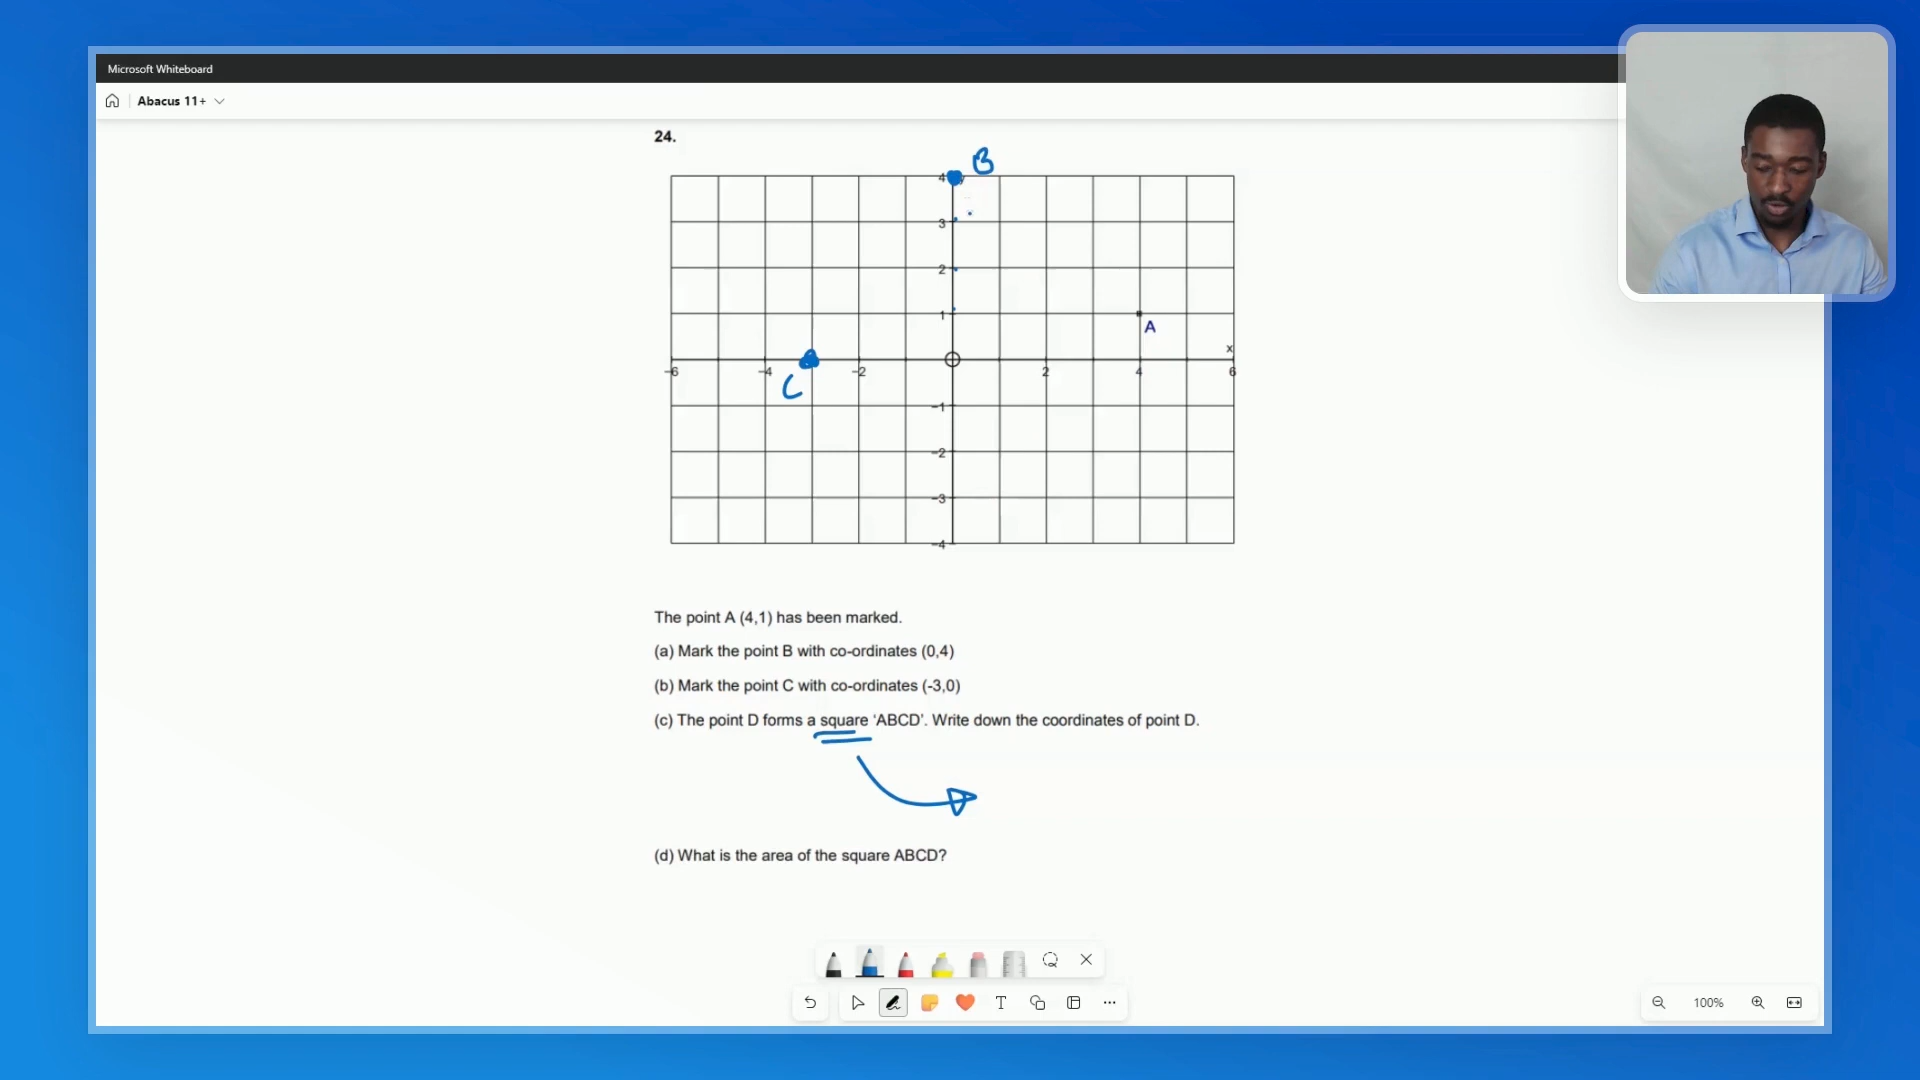 Microsoft Whiteboard
Abacus 11+
24.
B
4
3
2
1
A
x
C
-6 -4 -2 2 4 6
-1
-2
-3
-4
The point A (4,1) has been marked.
(a) Mark the point B with co-ordinates (0,4)
(b) Mark the point C with co-ordinates (-3,0)
(c) The point D forms a square ‘ABCD’. Write down the coordinates of point D.
(d) What is the area of the square ABCD?
T
100%